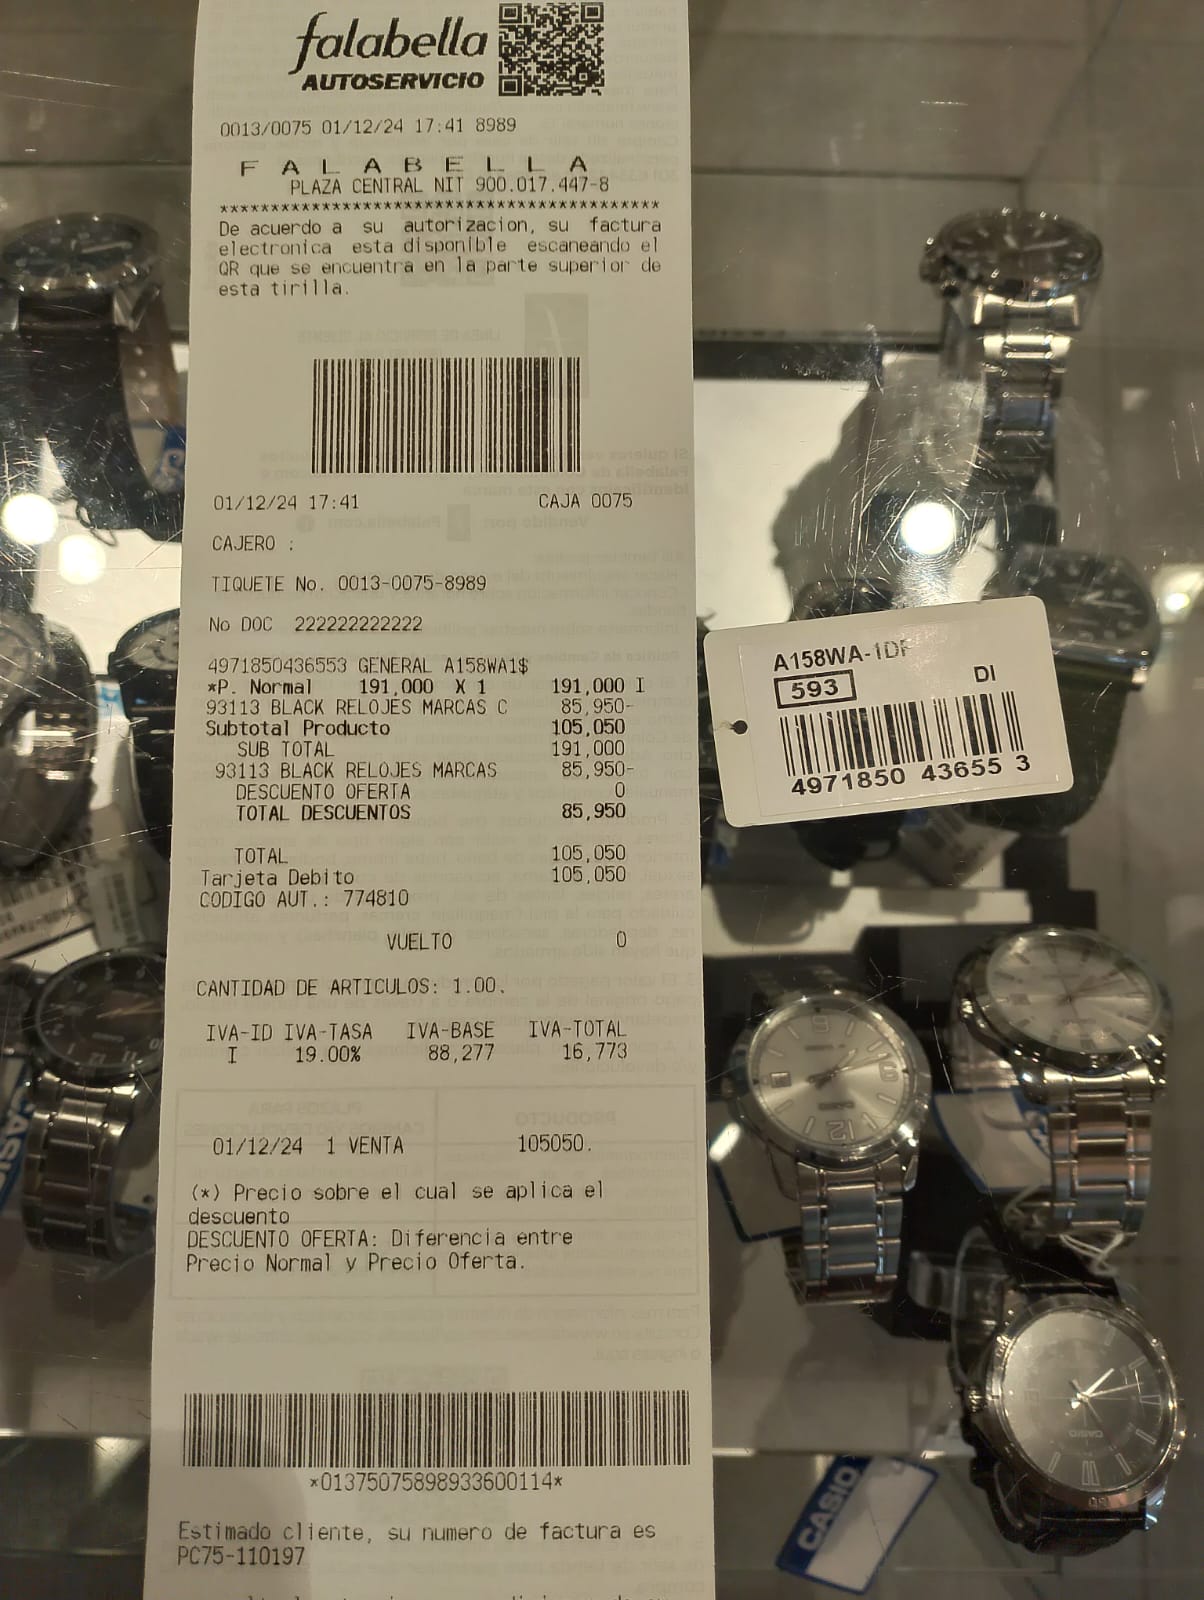 falabella
AUTOSERVICIO
0013/0075 01/12/24 17:41 8989
F A L A B E L L A
PLAZA CENTRAL NIT 900.017.447-8
******************************************
De acuerdo a su autorizacion, su factura
electronica esta disponible escaneando el
QR que se encuentra en la parte superior de
esta tirilla.
01/12/24 17:41 CAJA 0075
CAJERO :
TIQUETE No. 0013-0075-8989
No DOC 222222222222
4971850436553 GENERAL A158WA1$
*P. Normal 191,000 X 1 191,000 I
93113 BLACK RELOJES MARCAS C 85,950-
Subtotal Producto 105,050
SUB TOTAL 191,000
93113 BLACK RELOJES MARCAS 85,950-
DESCUENTO OFERTA 0
TOTAL DESCUENTOS 85,950
TOTAL 105,050
Tarjeta Debito 105,050
CODIGO AUT.: 774810
VUELTO 0
CANTIDAD DE ARTICULOS: 1.00.
IVA-ID IVA-TASA IVA-BASE IVA-TOTAL
I 19.00% 88,277 16,773
01/12/24 1 VENTA 105050.
(*) Precio sobre el cual se aplica el
descuento
DESCUENTO OFERTA: Diferencia entre
Precio Normal y Precio Oferta.
*01375075898933600114*
Estimado cliente, su numero de factura es
PC75-110197
A158WA-1DF
593 DI
4971850 43655 3
CASIO
CASIO
CASIO